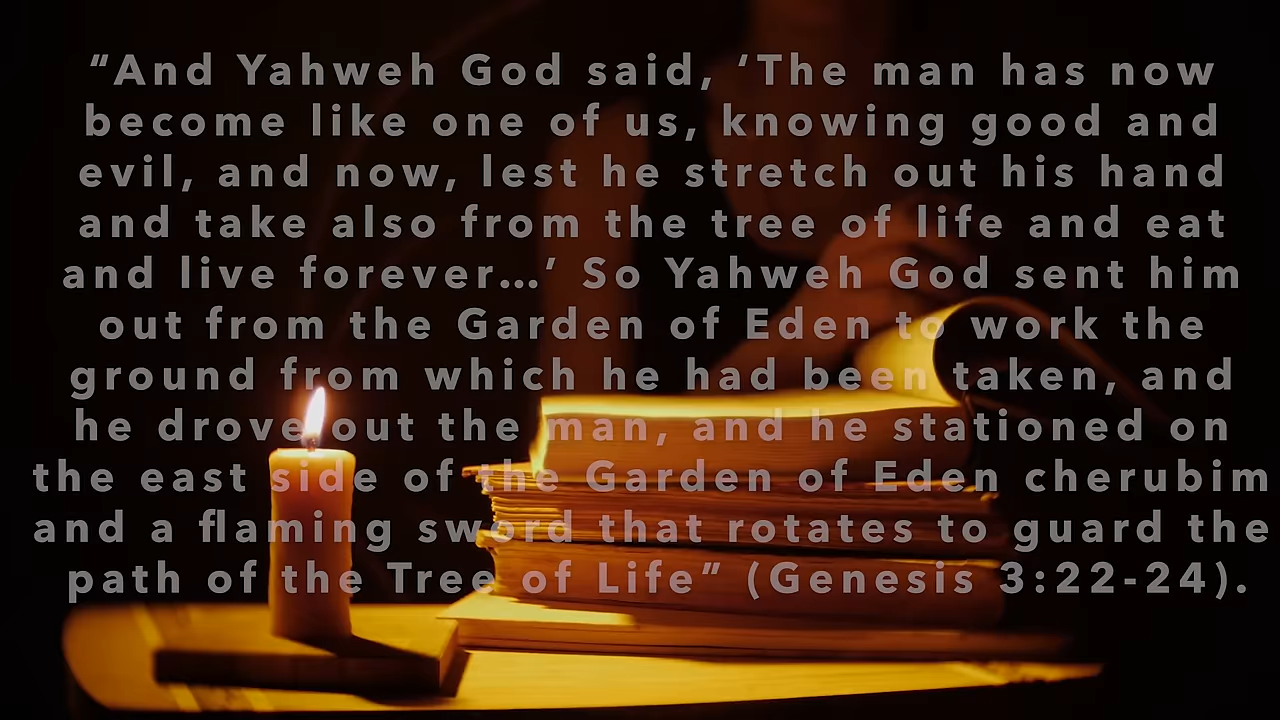 “And Yahweh God said, ‘The man has now
become like one of us, knowing good and
evil, and now, lest he stretch out his hand
and take also from the tree of life and eat
and live forever…’ So Yahweh God sent him
out from the Garden of Eden to work the
ground from which he had been taken, and
he drove out the man, and he stationed on
the east side of the Garden of Eden cherubim
and a flaming sword that rotates to guard the
path of the Tree of Life” (Genesis 3:22-24).